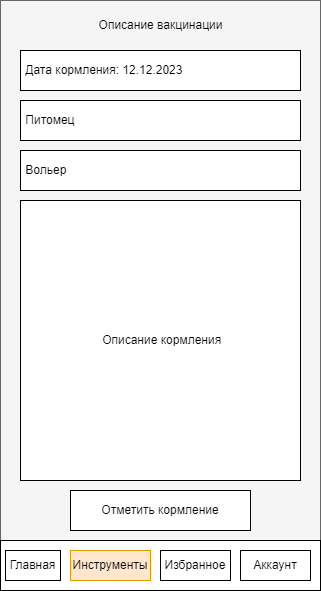 Описание вакцинации
Дата кормления: 12.12.2023
Питомец
Вольер
Описание кормления
Отметить кормление
Главная Инструменты Избранное Аккаунт